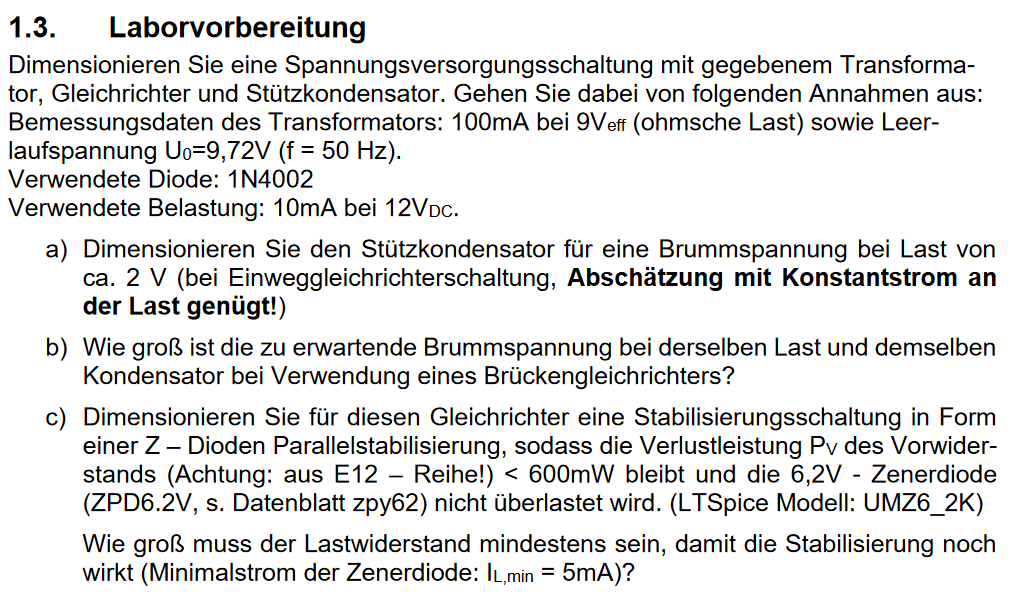 1.3. Laborvorbereitung
Dimensionieren Sie eine Spannungsversorgungsschaltung mit gegebenem Transforma-
tor, Gleichrichter und Stützkondensator. Gehen Sie dabei von folgenden Annahmen aus:
Bemessungsdaten des Transformators: 100mA bei 9Veff (ohmsche Last) sowie Leer-
laufspannung U0=9,72V (f = 50 Hz).
Verwendete Diode: 1N4002
Verwendete Belastung: 10mA bei 12VDC.
a) Dimensionieren Sie den Stützkondensator für eine Brummspannung bei Last von
ca. 2 V (bei Einweggleichrichterschaltung, Abschätzung mit Konstantstrom an
der Last genügt!)
b) Wie groß ist die zu erwartende Brummspannung bei derselben Last und demselben
Kondensator bei Verwendung eines Brückengleichrichters?
c) Dimensionieren Sie für diesen Gleichrichter eine Stabilisierungsschaltung in Form
einer Z – Dioden Parallelstabilisierung, sodass die Verlustleistung PV des Vorwider-
stands (Achtung: aus E12 – Reihe!) < 600mW bleibt und die 6,2V - Zenerdiode
(ZPD6.2V, s. Datenblatt zpy62) nicht überlastet wird. (LTSpice Modell: UMZ6_2K)
Wie groß muss der Lastwiderstand mindestens sein, damit die Stabilisierung noch
wirkt (Minimalstrom der Zenerdiode: IL,min = 5mA)?